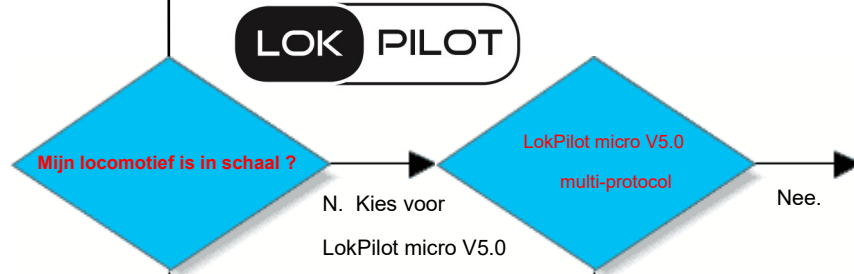 LOK PILOT
Mijn locomotief is in schaal ?
N. Kies voor
LokPilot micro V5.0
LokPilot micro V5.0
multi-protocol
Nee.